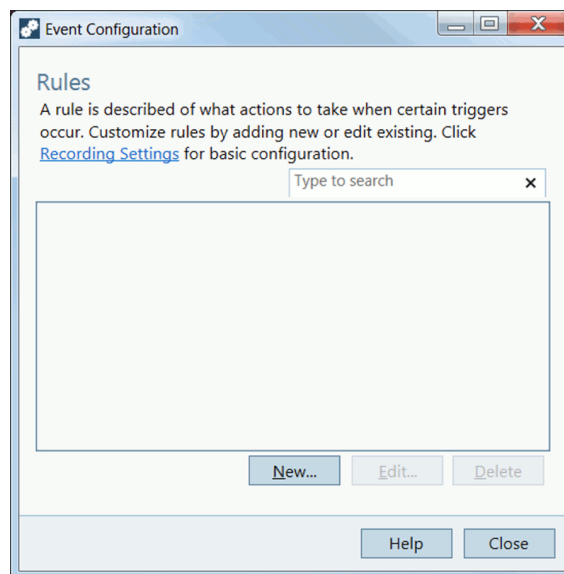 Event Configuration
Rules
A rule is described of what actions to take when certain triggers
occur. Customize rules by adding new or edit existing. Click
Recording Settings for basic configuration.
Type to search
New... Edit... Delete
Help Close